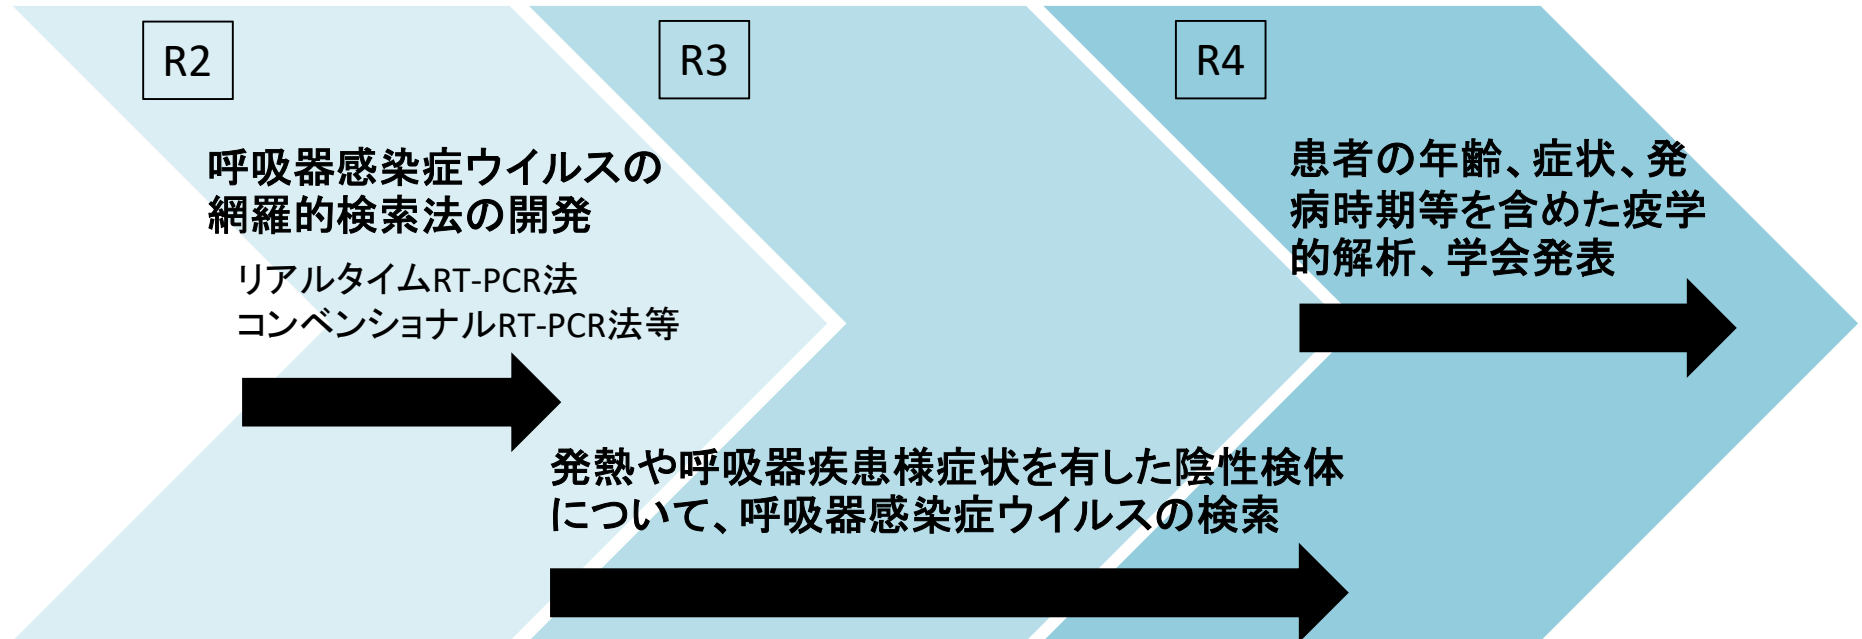 R2
呼吸器感染症ウイルスの
網羅的検索法の開発
リアルタイムRT-PCR法
コンベンショナルRT-PCR法等
R3
発熱や呼吸器疾患様症状を有した陰性検体
について、呼吸器感染症ウイルスの検索
R4
患者の年齢、症状、発
病時期等を含めた疫学
的解析、学会発表